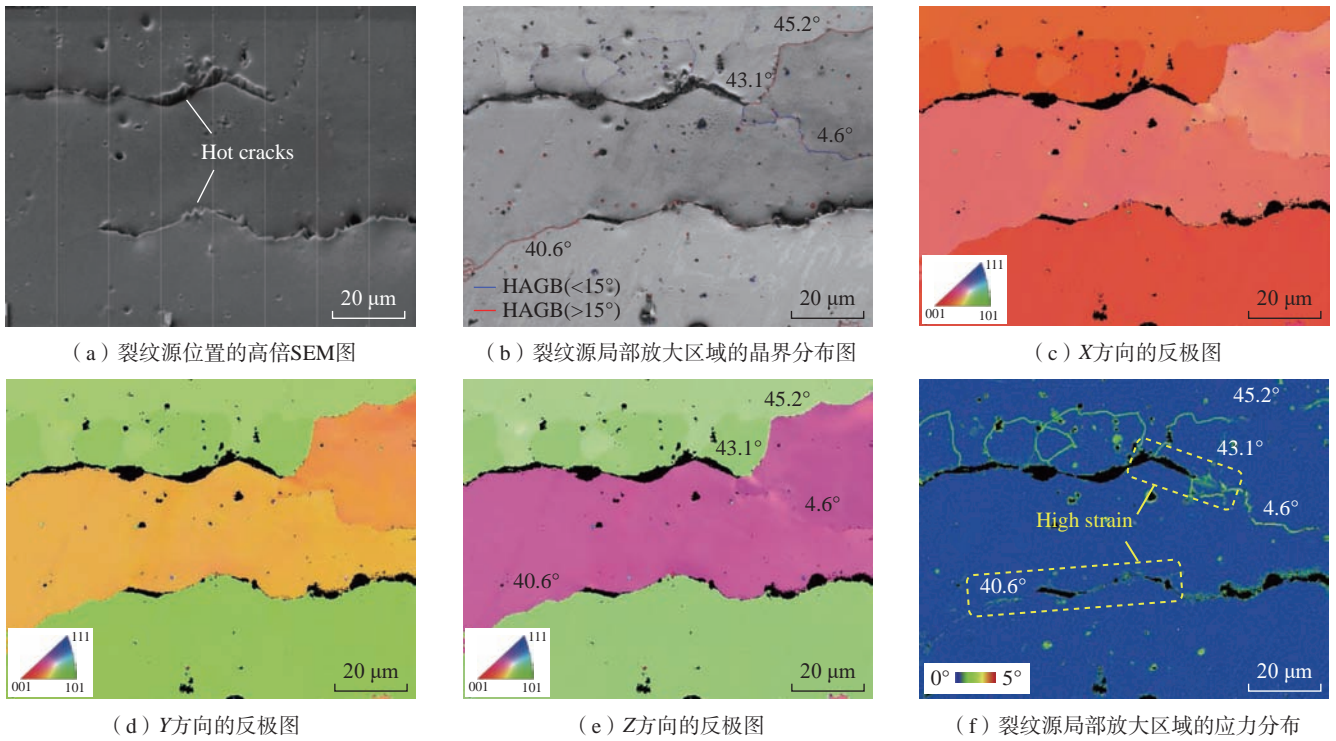 Hot cracks
20 μm
（a）裂纹源位置的高倍SEM图
45.2°
43.1°
4.6°
40.6°
HAGB(<15°)
HAGB(>15°)
20 μm
（b）裂纹源局部放大区域的晶界分布图
111
001
101
20 μm
（c）X方向的反极图
111
001
101
20 μm
（d）Y方向的反极图
45.2°
43.1°
4.6°
40.6°
111
001
101
20 μm
（e）Z方向的反极图
45.2°
43.1°
4.6°
High strain
40.6°
0°
5°
20 μm
（f）裂纹源局部放大区域的应力分布